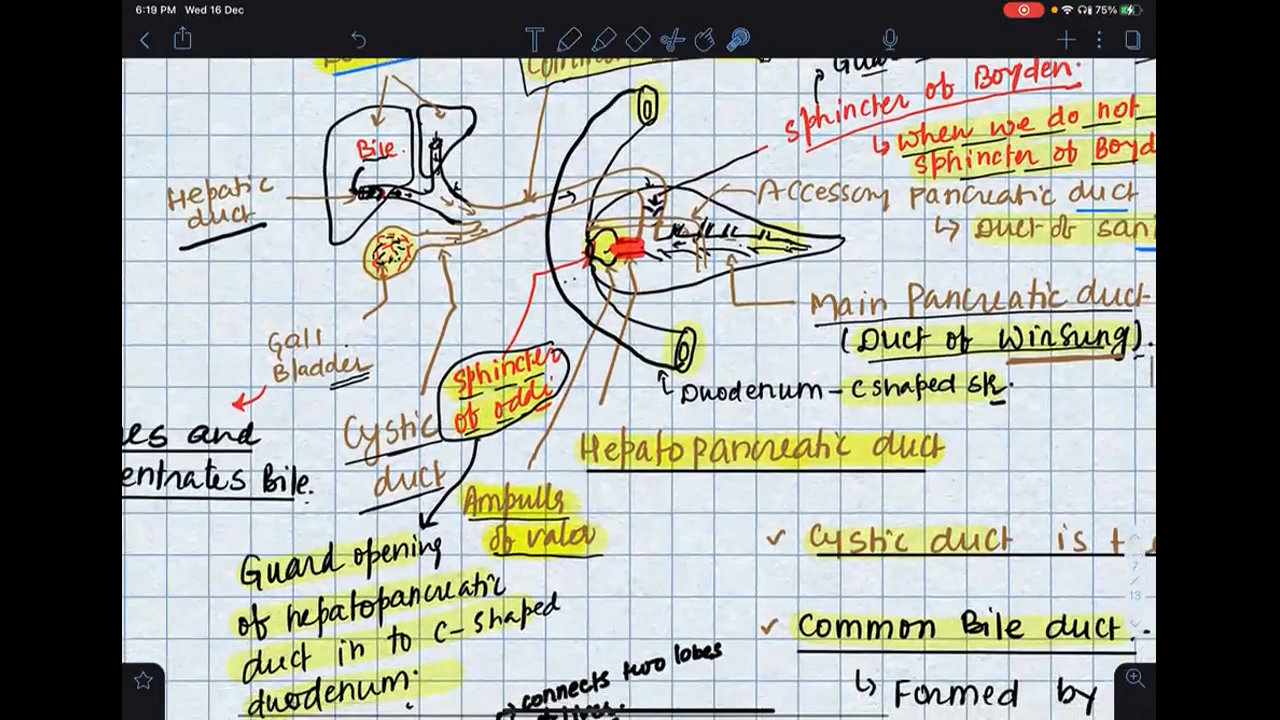 6:19 PM Wed 16 Dec
75%
sphincter of Boyden.
↳ When we do not
sphincter of Boyd
Bile.
Hepatic
duct
Accessory pancreatic duct
↳ Duct of san
Main pancreatic duct
(Duct of Winsung).
Gall
Bladder
sphincter
of oddi
Duodenum - C shaped
es and
entrates Bile.
Cystic
duct
Hepatopancreatic duct
Ampulla
of vater
Guard opening
of hepatopancreatic
duct in to C-shaped
duodenum.
✓ Cystic duct is
✓ Common Bile duct.
↳ Formed by
connects two lobes
7
/
13